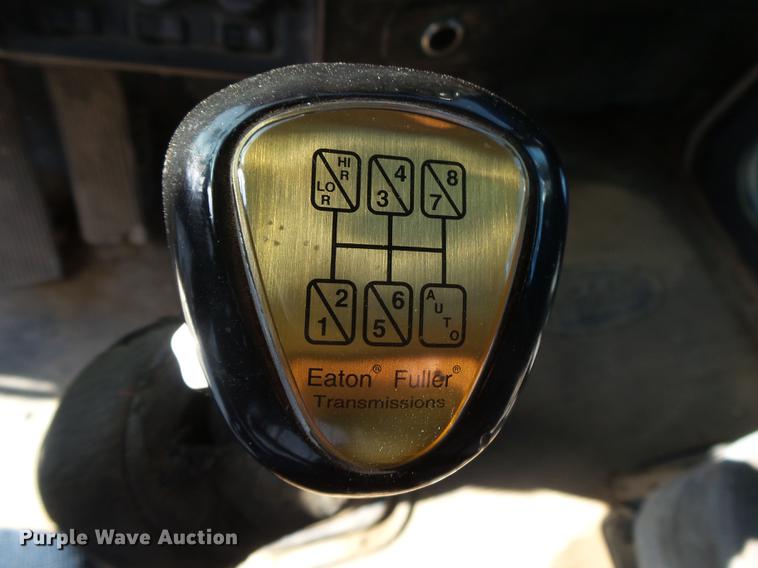 HI R LO R
4 3
8 7
2 1
6 5
AUTO
Eaton® Fuller®
Transmissions
Purple Wave Auction